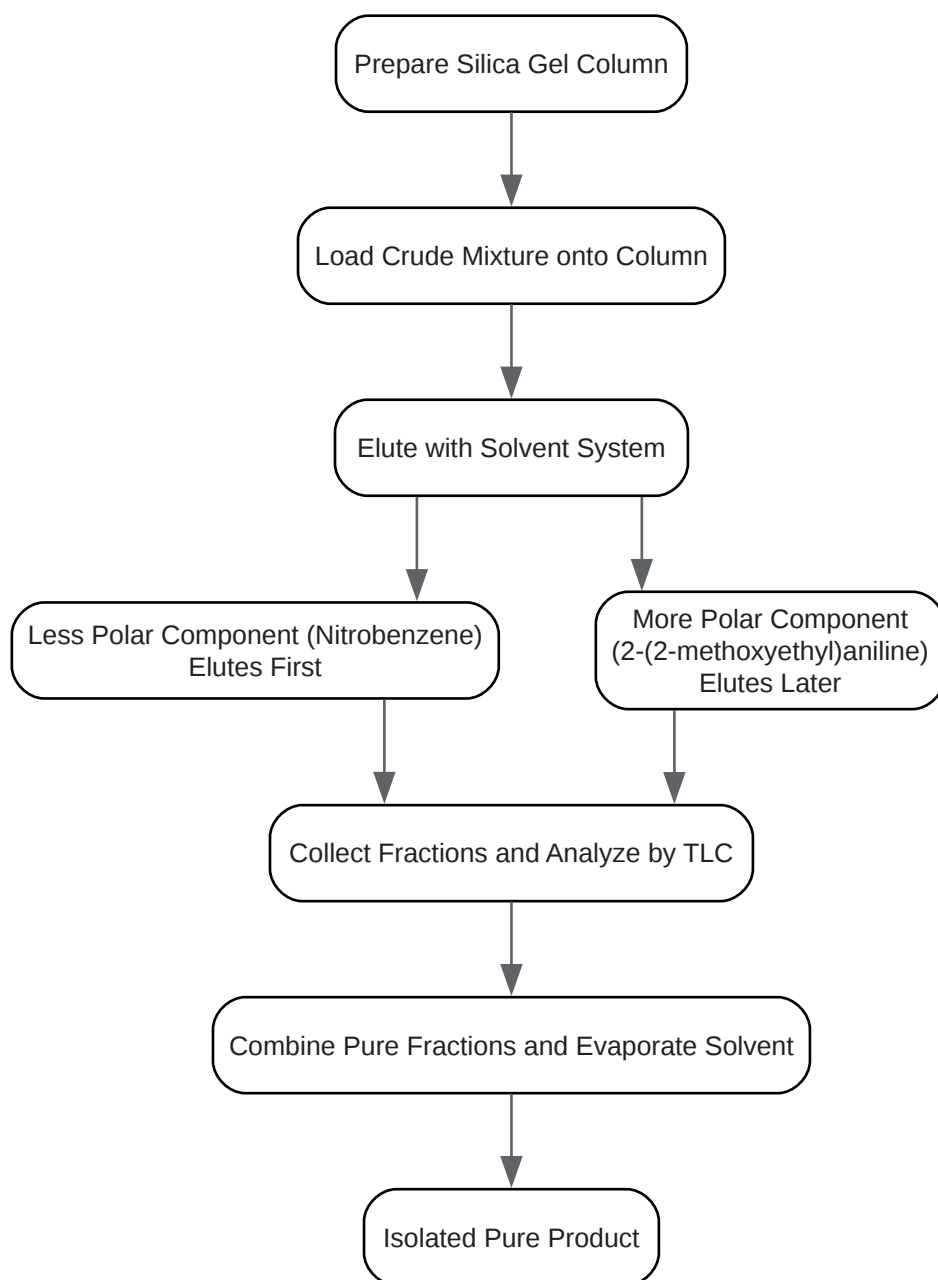 Prepare Silica Gel Column
Load Crude Mixture onto Column
Elute with Solvent System
Less Polar Component (Nitrobenzene)
Elutes First
More Polar Component
(2-(2-methoxyethyl)aniline)
Elutes Later
Collect Fractions and Analyze by TLC
Combine Pure Fractions and Evaporate Solvent
Isolated Pure Product